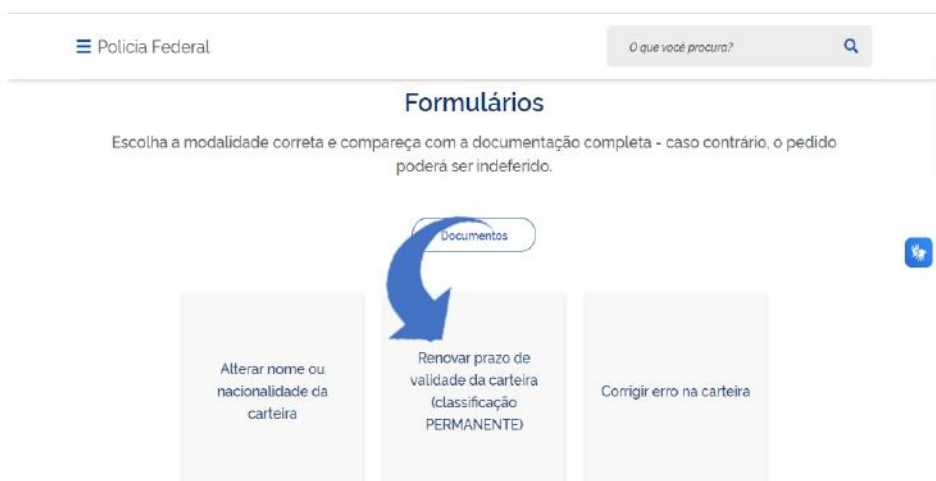 Polícia Federal
O que você procura?
Formulários
Escolha a modalidade correta e compareça com a documentação completa - caso contrário, o pedido
poderá ser indeferido.
Documentos
Alterar nome ou
nacionalidade da
carteira
Renovar prazo de
validade da carteira
(classificação
PERMANENTE)
Corrigir erro na carteira